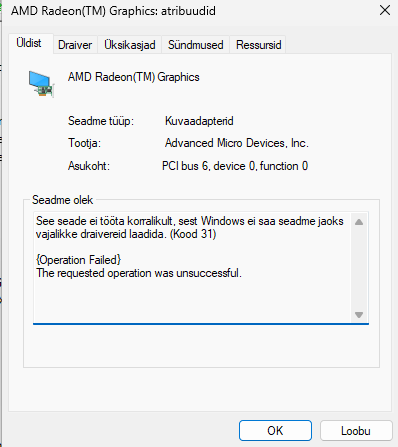 AMD Radeon(TM) Graphics: atribuudid
Üldist Draiver Üksikasjad Sündmused Ressursid
AMD Radeon(TM) Graphics
Seadme tüüp: Kuvaadapterid
Tootja: Advanced Micro Devices, Inc.
Asukoht: PCI bus 6, device 0, function 0
Seadme olek
See seade ei tööta korralikult, sest Windows ei saa seadme jaoks
vajalikke draivereid laadida. (Kood 31)
{Operation Failed}
The requested operation was unsuccessful.
OK Loobu